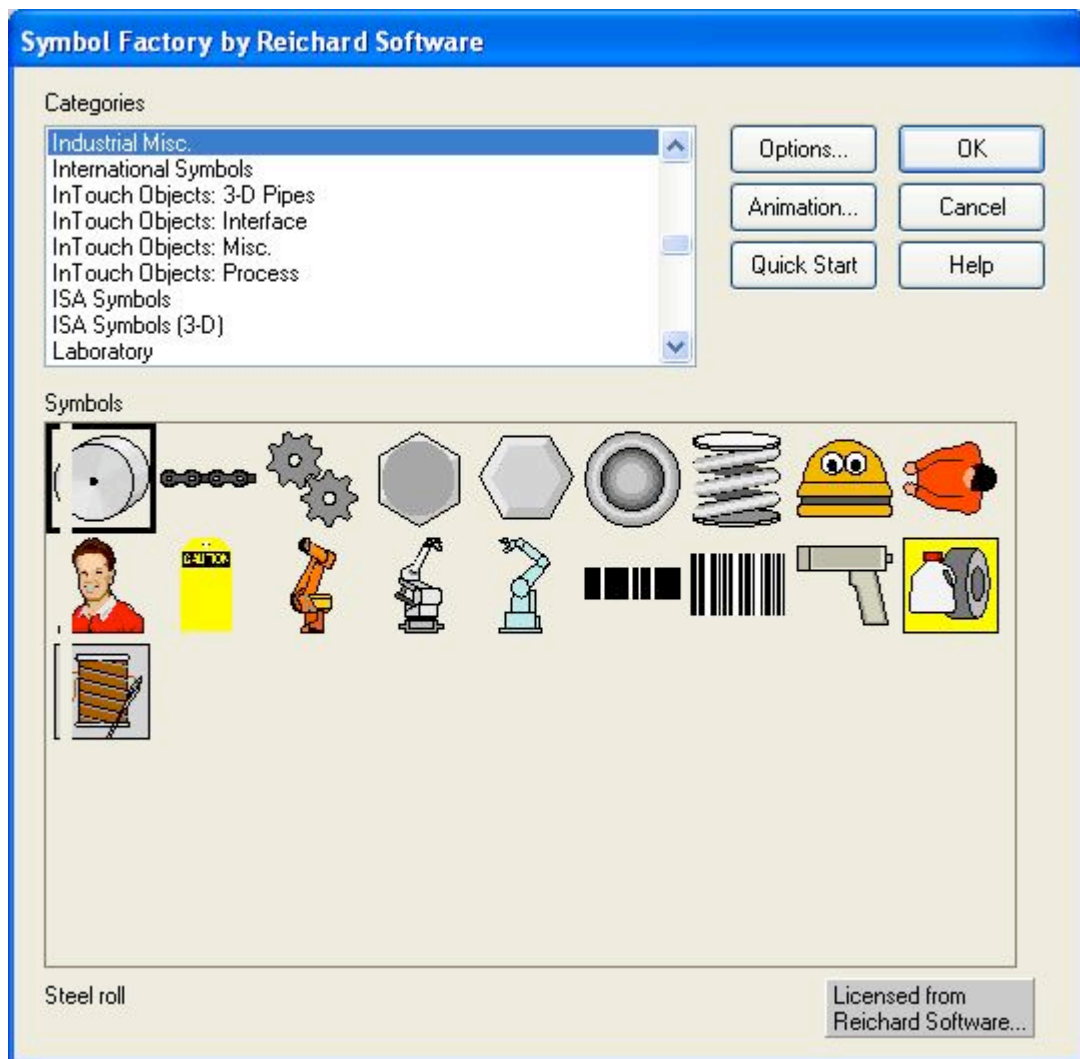 Symbol Factory by Reichard Software
Categories
Industrial Misc.
International Symbols
InTouch Objects: 3-D Pipes
InTouch Objects: Interface
InTouch Objects: Misc.
InTouch Objects: Process
ISA Symbols
ISA Symbols (3-D)
Laboratory
Options...
OK
Animation...
Cancel
Quick Start
Help
Symbols
CAUTION
Steel roll
Licensed from
Reichard Software...